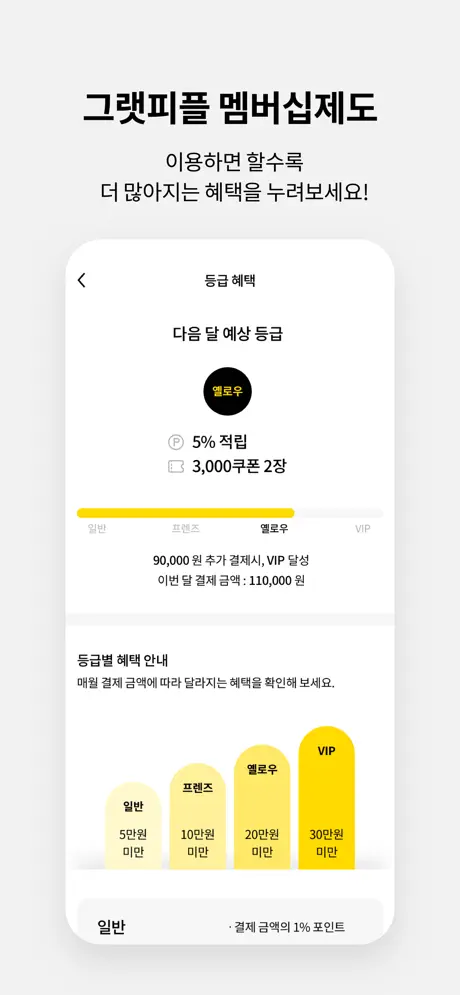 그랫피플 멤버십제도
이용하면 할수록
더 많아지는 혜택을 누려보세요!
등급 혜택
다음 달 예상 등급
옐로우
P 5% 적립
3,000쿠폰 2장
일반 프렌즈 옐로우 VIP
90,000 원 추가 결제시, VIP 달성
이번 달 결제 금액 : 110,000 원
등급별 혜택 안내
매월 결제 금액에 따라 달라지는 혜택을 확인해 보세요.
일반
5만원
미만
프렌즈
10만원
미만
옐로우
20만원
미만
VIP
30만원
미만
일반 · 결제 금액의 1% 포인트